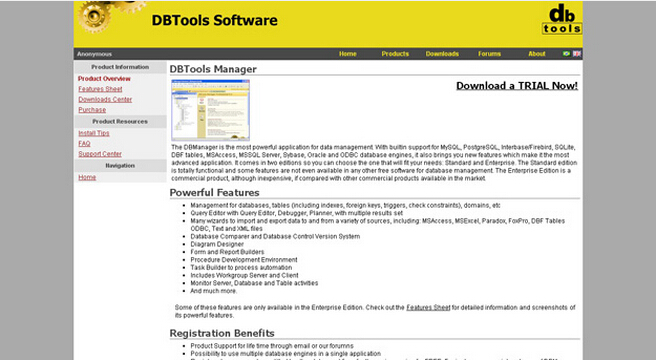 DBTools Software
db
tools
Anonymous
Home Products Downloads Forums About
Product Information
Product Overview
Features Sheet
Downloads Center
Purchase
Product Resources
Install Tips
FAQ
Support Center
Navigation
Home
DBTools Manager
Download a TRIAL Now!
The DBManager is the most powerful application for data management. With builtin support for MySQL, PostgreSQL, Interbase/Firebird, SQLite,
DBF tables, MSAccess, MSSQL Server, Sybase, Oracle and ODBC database engines, it also brings you new features which make it the most
advanced application. It comes in two editions so you can choose the one that will fit your needs: Standard and Enterprise. The Standard edition
is totally functional and some features are not even available in any other free software for database management. The Enterprise Edition is a
commercial product, although inexpensive, if compared with other commercial products available in the market.
Powerful Features
Management for databases, tables (including indexes, foreign keys, triggers, check constraints), domains, etc
Query Editor with Query Editor, Debugger, Planner, with multiple results set
Many wizards to import and export data to and from a variety of sources, including: MSAccess, MSExcel, Paradox, FoxPro, DBF Tables
ODBC, Text and XML files
Database Comparer and Database Control Version System
Diagram Designer
Form and Report Builders
Procedure Development Environment
Task Builder to process automation
Includes Workgroup Server and Client
Monitor Server, Database and Table activities
And much more.
Some of these features are only available in the Enterprise Edition. Check out the Features Sheet for detailed information and screenshots of
its powerful features.
Registration Benefits
Product Support for life time through email or our forumns
Possibility to use multiple database engines in a single application